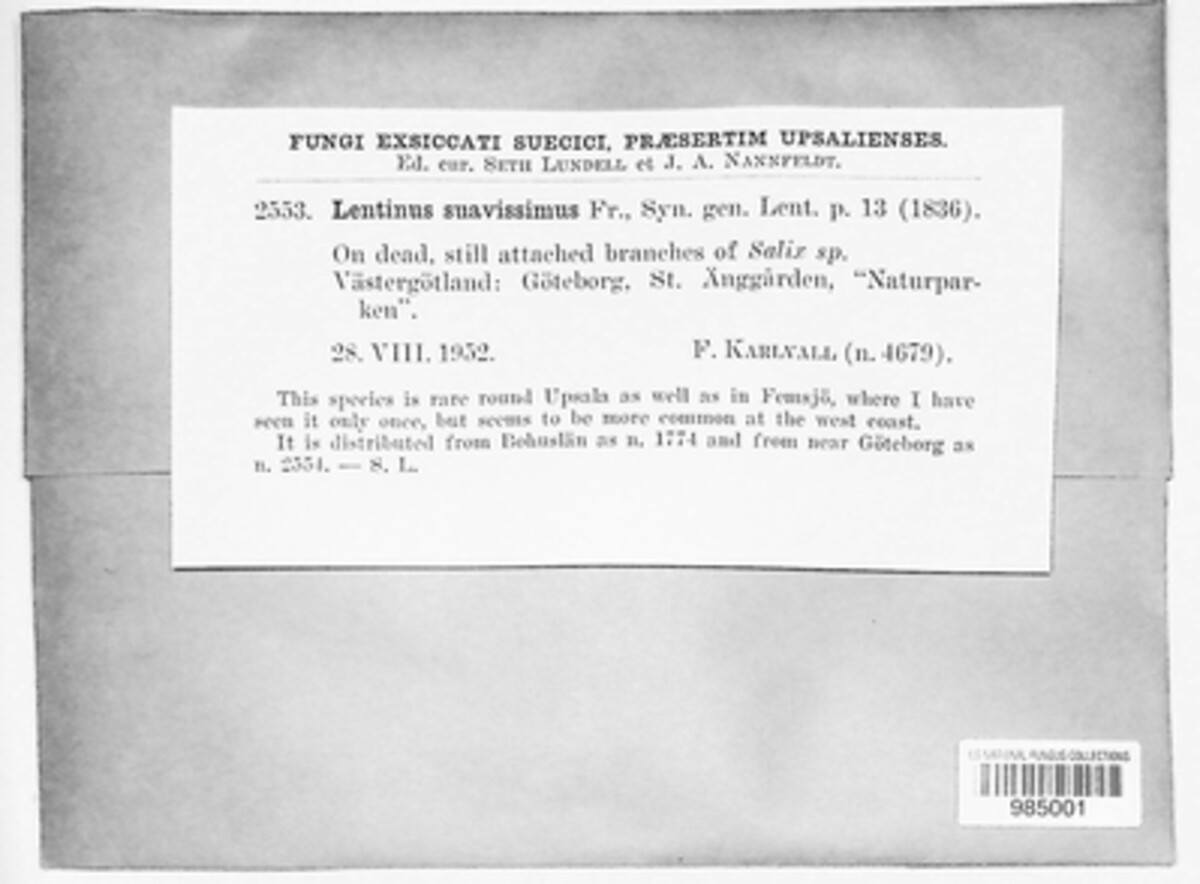 FUNGI EXSICCATI SUECICI, PRÆSERTIM UPSALIENSES.
Ed. cur. SETH LUNDELL et J. A. NANNFELDT.
2553. Lentinus suavissimus Fr., Syn. gen. Lent. p. 13 (1836).
On dead, still attached branches of Salix sp.
Västergötland: Göteborg, St. Änggården, "Naturpar-
ken".
28. VIII. 1952. F. KARLVALL (n. 4679).
This species is rare round Upsala as well as in Femsjö, where I have
seen it only once, but seems to be more common at the west coast.
It is distributed from Bohuslän as n. 1774 and from near Göteborg as
n. 2554. — S. L.
US NATIONAL FUNGUS COLLECTIONS
985001